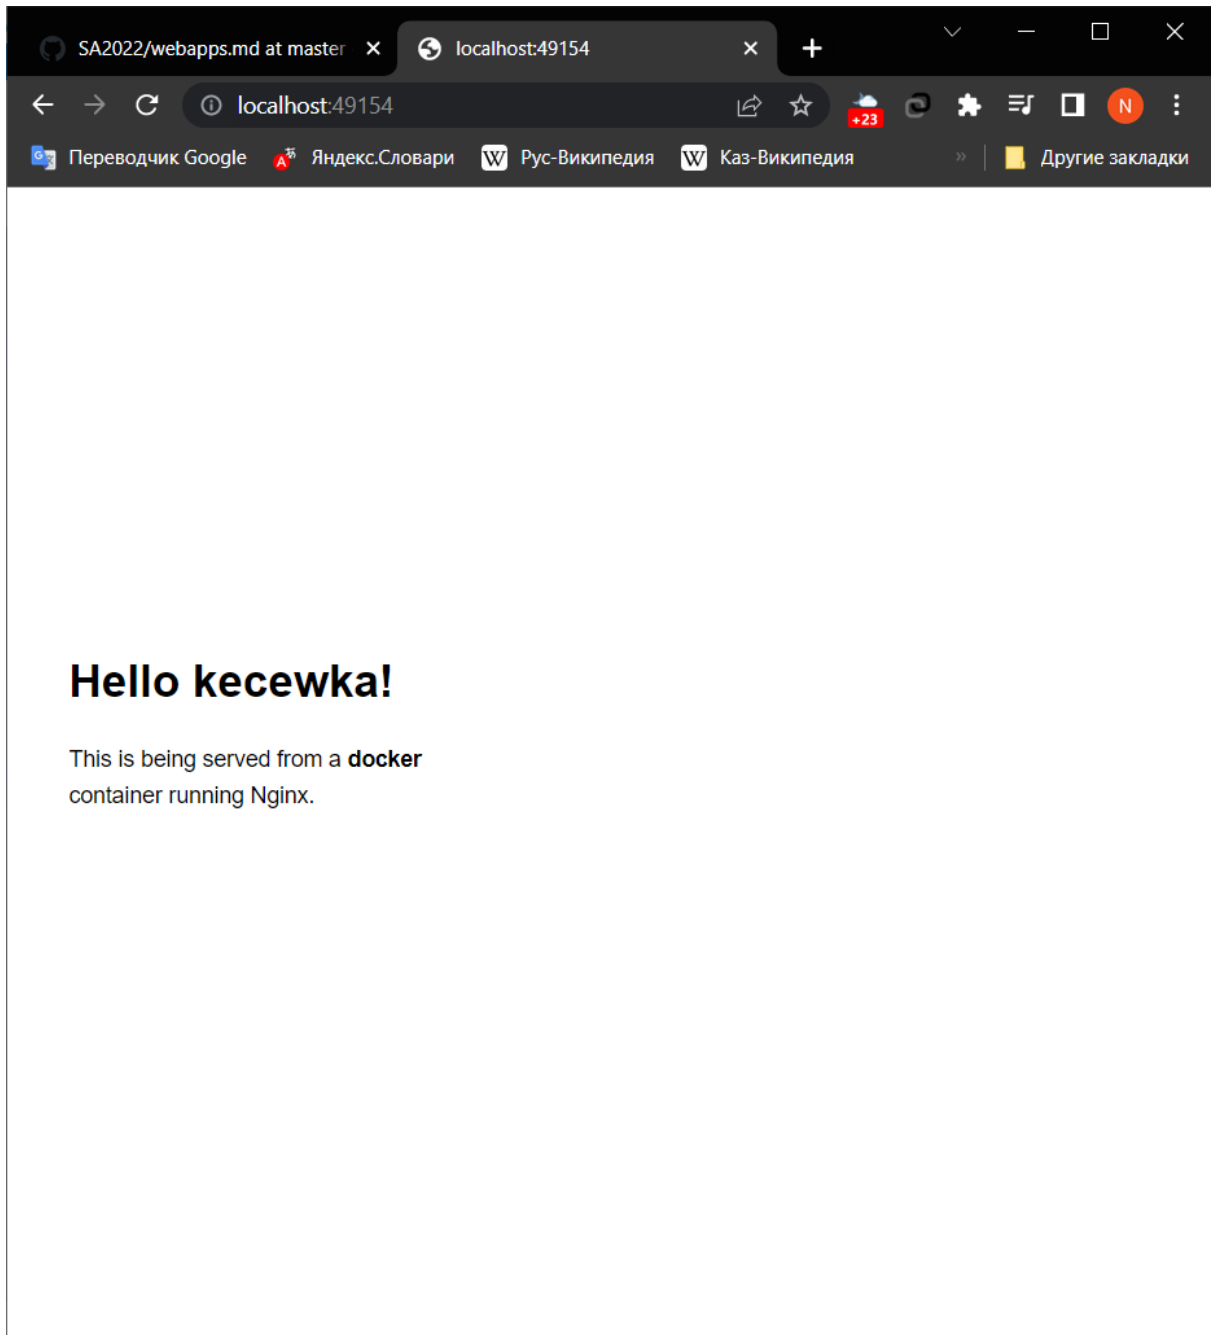 SA2022/webapps.md at master
localhost:49154
localhost:49154
+23
N
Переводчик Google
Яндекс.Словари
W Рус-Википедия
W Каз-Википедия
»
Другие закладки
Hello kecewka!
This is being served from a docker
container running Nginx.